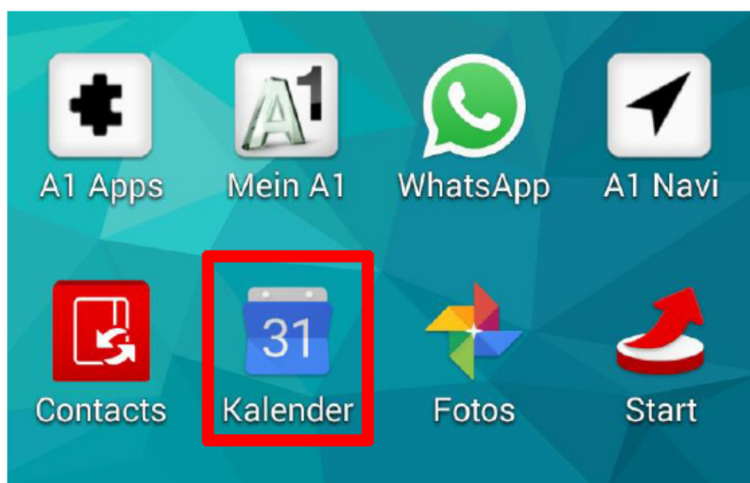 A1
A1 Apps
Mein A1
WhatsApp
A1 Navi
31
Contacts
Kalender
Fotos
Start